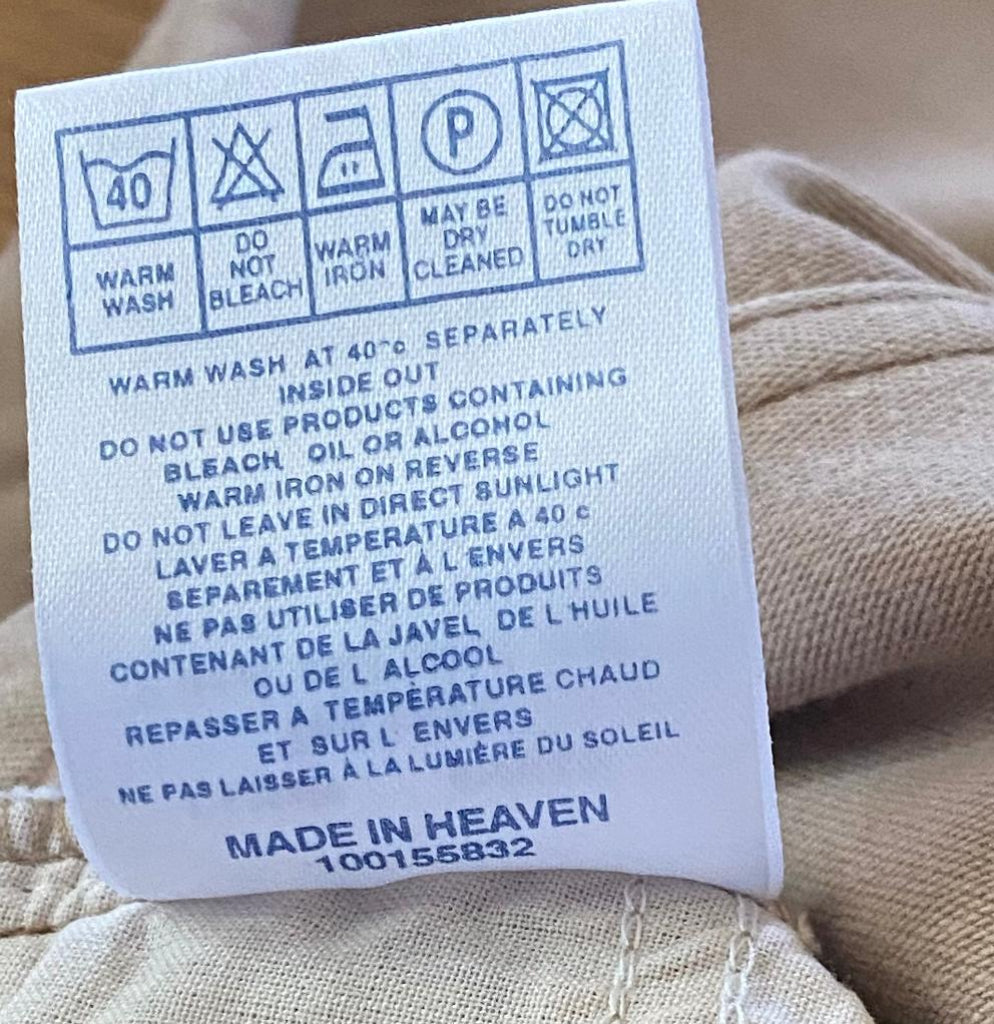 40
P
WARM
WASH
DO
NOT
BLEACH
WARM
IRON
MAY BE
DRY
CLEANED
DO NOT
TUMBLE
DRY
WARM WASH AT 40°c SEPARATELY
INSIDE OUT
DO NOT USE PRODUCTS CONTAINING
BLEACH OIL OR ALCOHOL
WARM IRON ON REVERSE
DO NOT LEAVE IN DIRECT SUNLIGHT
LAVER A TEMPERATURE A 40 c
SEPAREMENT ET À L ENVERS
NE PAS UTILISER DE PRODUITS
CONTENANT DE LA JAVEL DE L HUILE
OU DE L ALCOOL
REPASSER A TEMPÈRATURE CHAUD
ET SUR L ENVERS
NE PAS LAISSER À LA LUMIÈRE DU SOLEIL
MADE IN HEAVEN
100155832